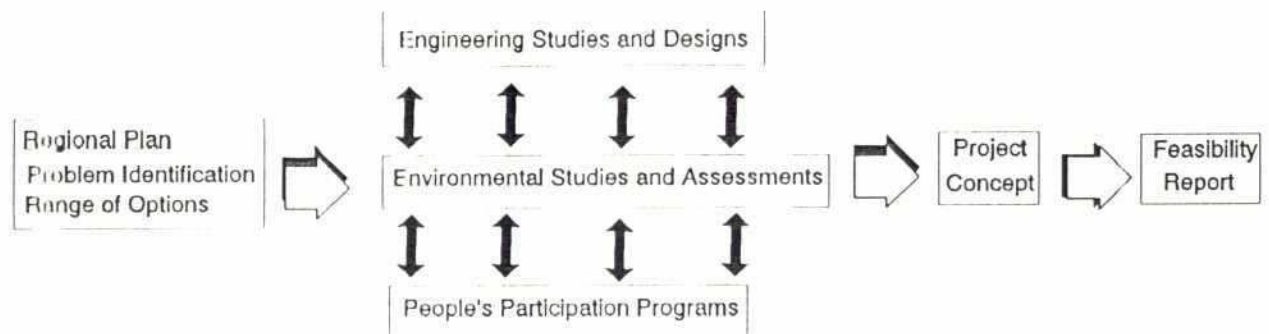 Engineering Studies and Designs
Regional Plan
Problem Identification
Range of Options
Environmental Studies and Assessments
Project
Concept
Feasibility
Report
People's Participation Programs